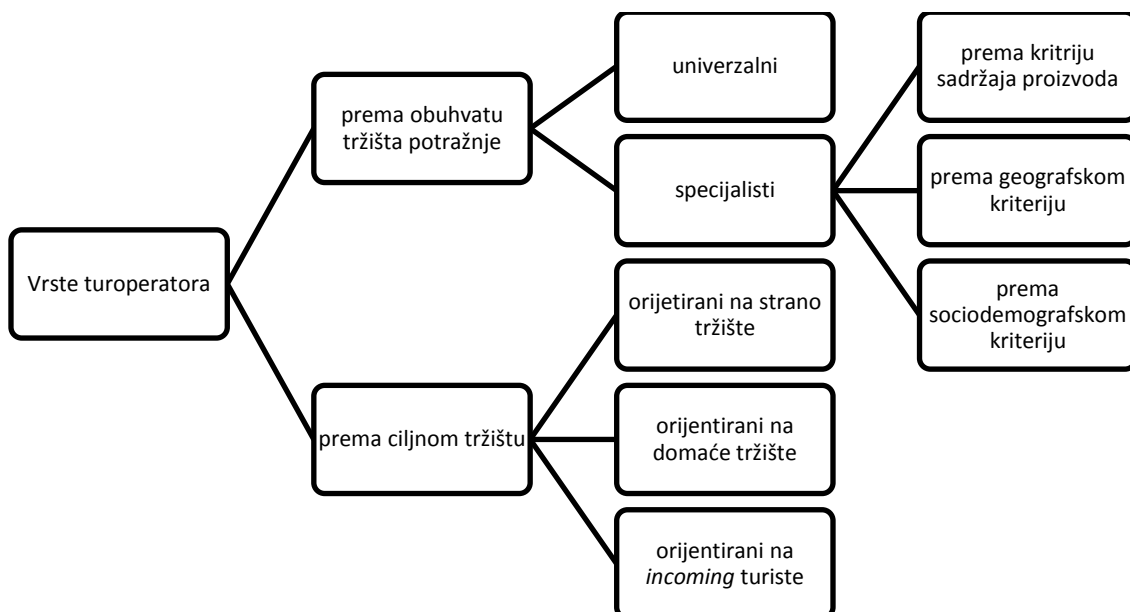 Vrste turoperatora
prema obuhvatu
tržišta potražnje
univerzalni
specijalisti
prema kritriju
sadržaja proizvoda
prema geografskom
kriteriju
prema
sociodemografskom
kriteriju
prema ciljnom tržištu
orijetirani na strano
tržište
orijentirani na
domaće tržište
orijentirani na
incoming turiste